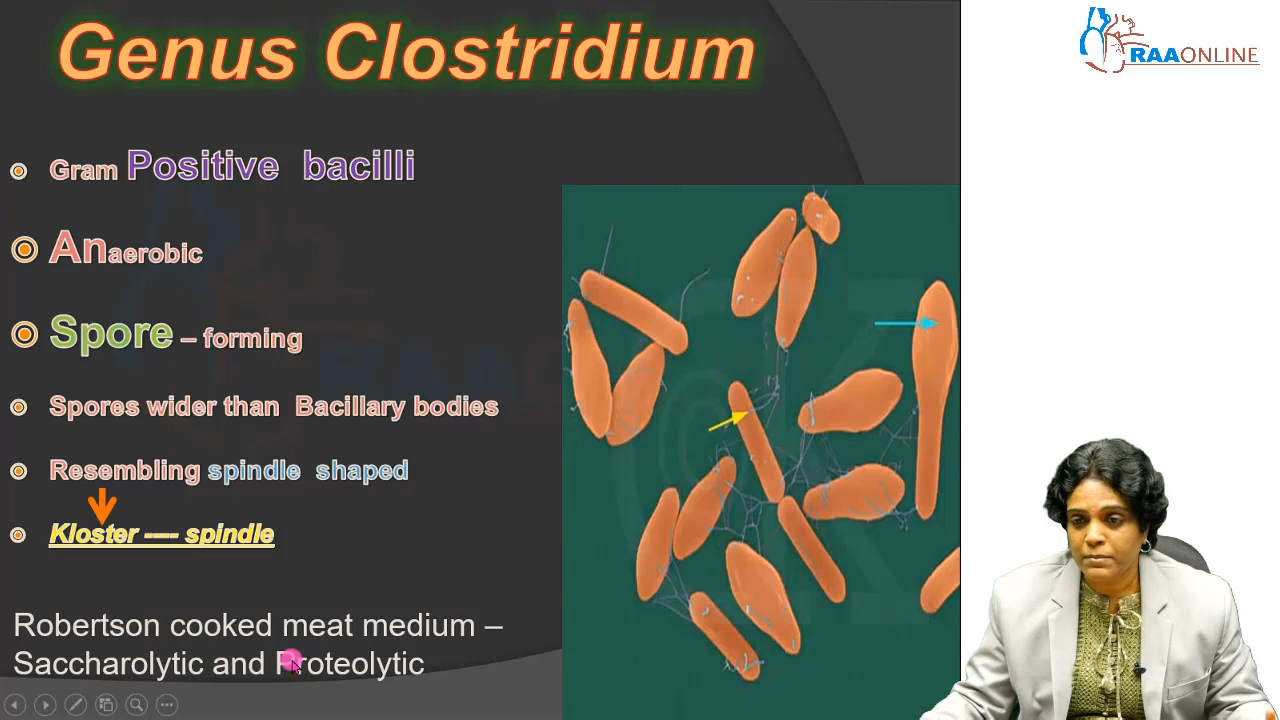 Genus Clostridium
RAAONLINE
Gram Positive bacilli
Anaerobic
Spore – forming
Spores wider than Bacillary bodies
Resembling spindle shaped
Kloster ---- spindle
Robertson cooked meat medium –
Saccharolytic and Proteolytic